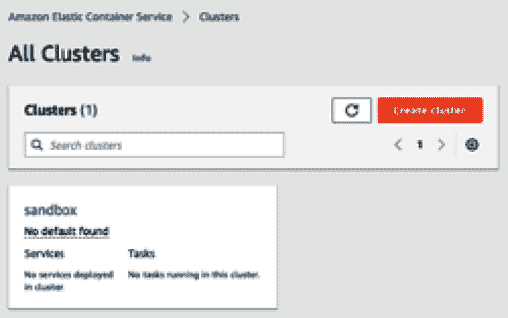 Amazon Elastic Container Service > Clusters
All Clusters Info
Clusters (1)
Create cluster
Search clusters
< 1 >
sandbox
No default found
Services Tasks
No services deployed No tasks running in this cluster.
in cluster.